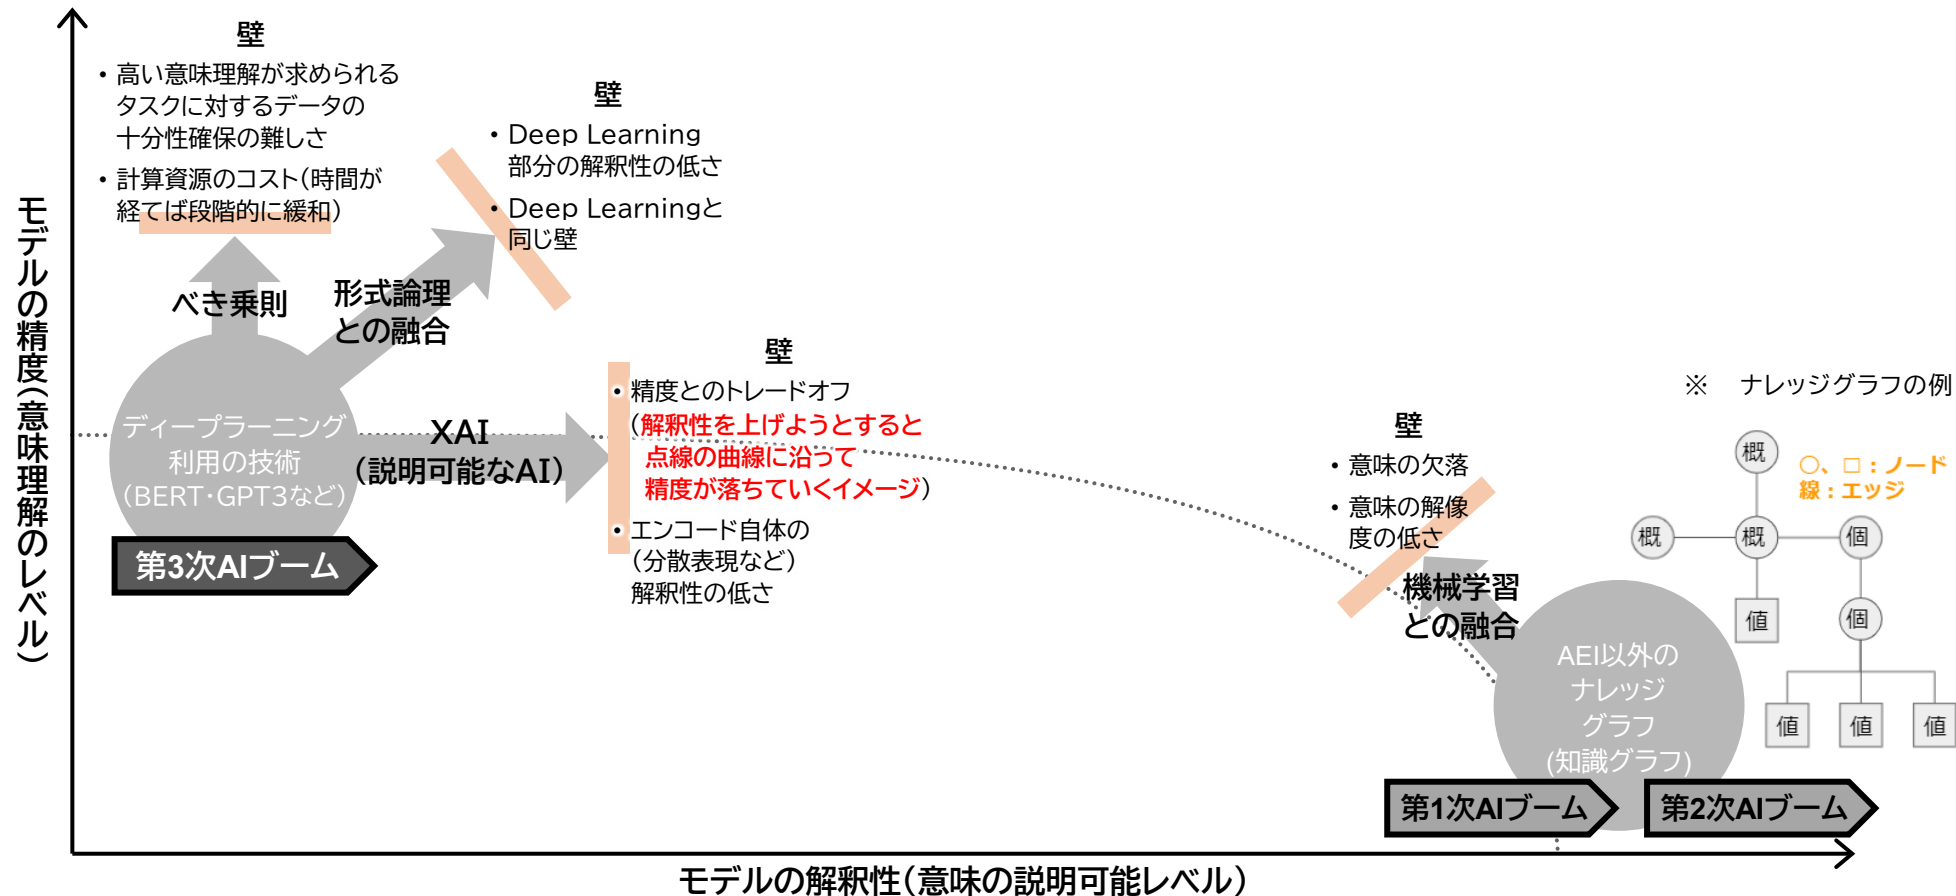 モデルの精度(意味理解のレベル)
壁
・高い意味理解が求められる
タスクに対するデータの
十分性確保の難しさ
・計算資源のコスト(時間が
経てば段階的に緩和)
べき乗則
壁
・Deep Learning
部分の解釈性の低さ
・Deep Learningと
同じ壁
形式論理
との融合
ディープラーニング
利用の技術
(BERT・GPT3など)
第3次AIブーム
XAI
(説明可能なAI)
壁
・精度とのトレードオフ
(解釈性を上げようとすると
点線の曲線に沿って
精度が落ちていくイメージ)
・エンコード自体の
(分散表現など)
解釈性の低さ
壁
・意味の欠落
・意味の解像
度の低さ
機械学習
との融合
AEI以外の
ナレッジ
グラフ
(知識グラフ)
第1次AIブーム
第2次AIブーム
※ ナレッジグラフの例
○、□:ノード
線:エッジ
概
概 概 個
値 個
値 値 値
モデルの解釈性(意味の説明可能レベル)